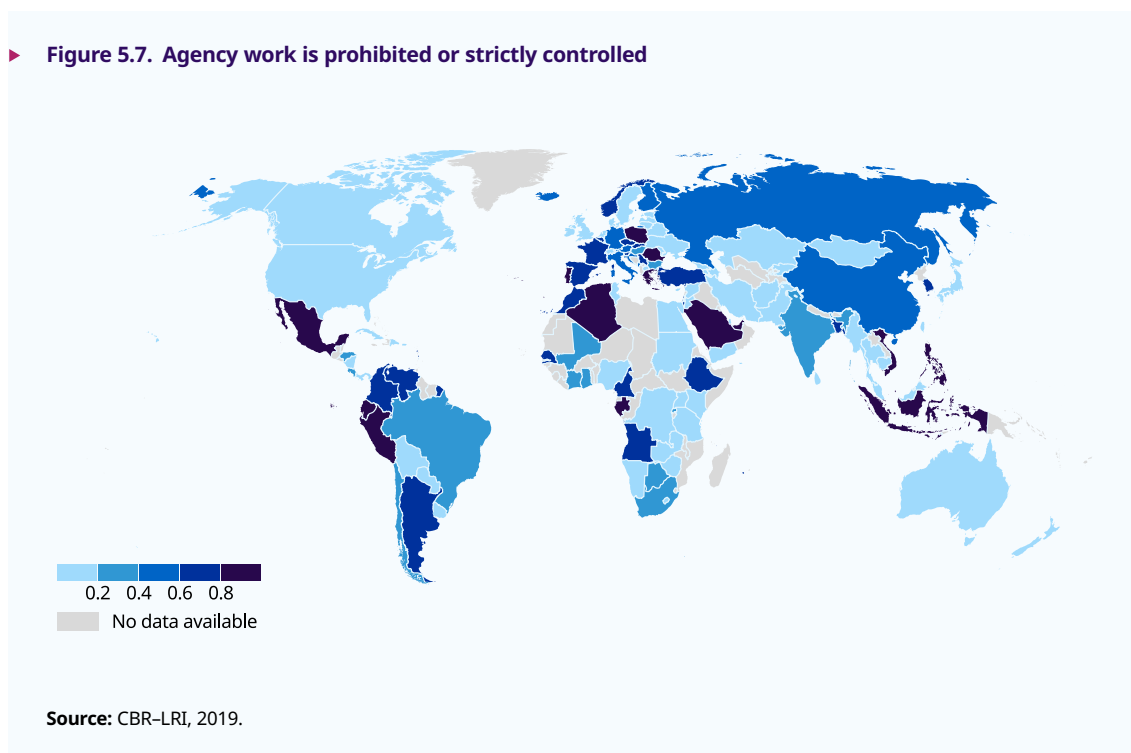 Figure 5.7. Agency work is prohibited or strictly controlled
0.2 0.4 0.6 0.8
No data available
Source: CBR–LRI, 2019.